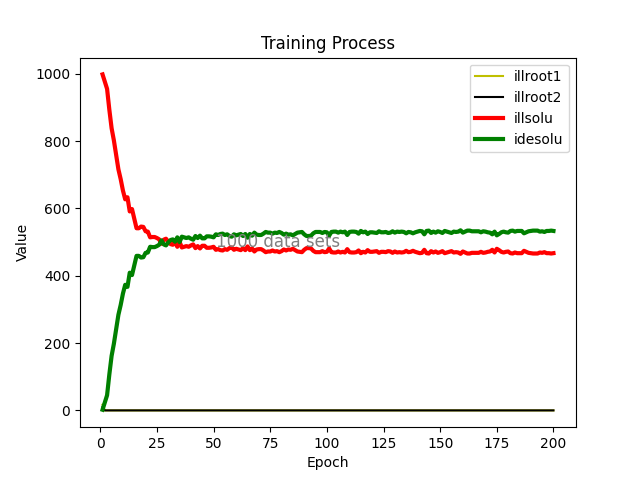 Training Process
illroot1
illroot2
illsolu
idesolu
1000 data sets
Value
1000
800
600
400
200
0
0 25 50 75 100 125 150 175 200
Epoch